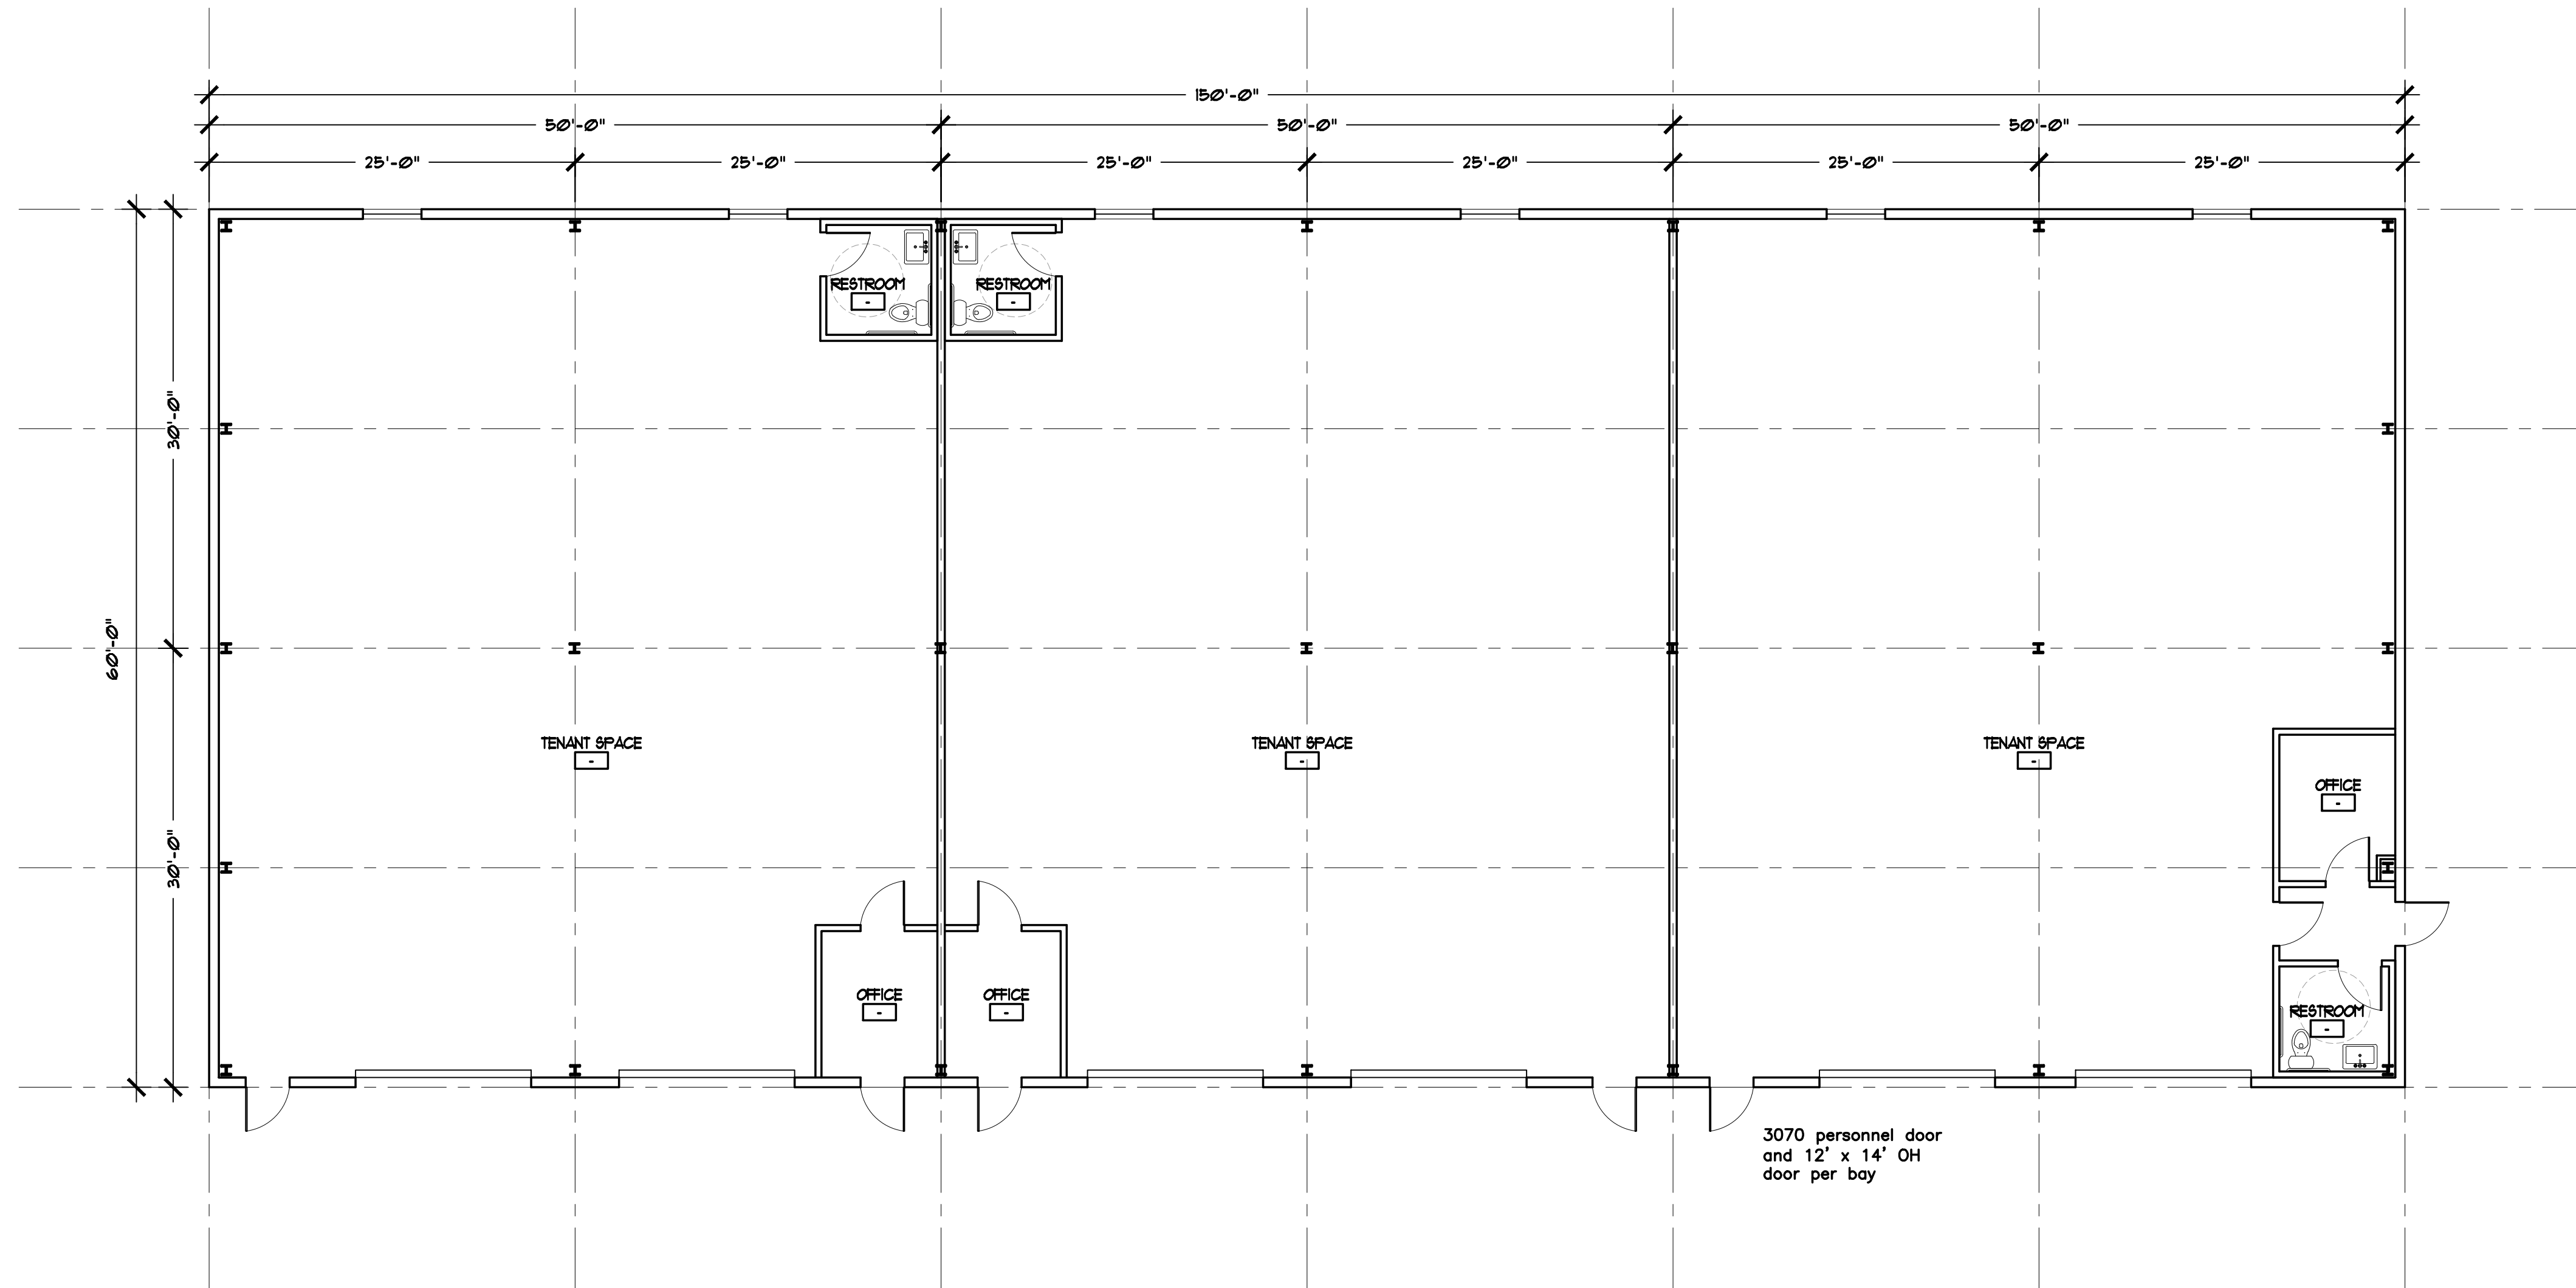 150'-0"
50'-0"
50'-0"
50'-0"
25'-0"
25'-0"
25'-0"
25'-0"
25'-0"
25'-0"
RESTROOM
-
RESTROOM
-
30'-0"
60'-0"
TENANT SPACE
-
TENANT SPACE
-
TENANT SPACE
-
OFFICE
-
30'-0"
OFFICE
-
OFFICE
-
RESTROOM
-
3070 personnel door
and 12' x 14' OH
door per bay